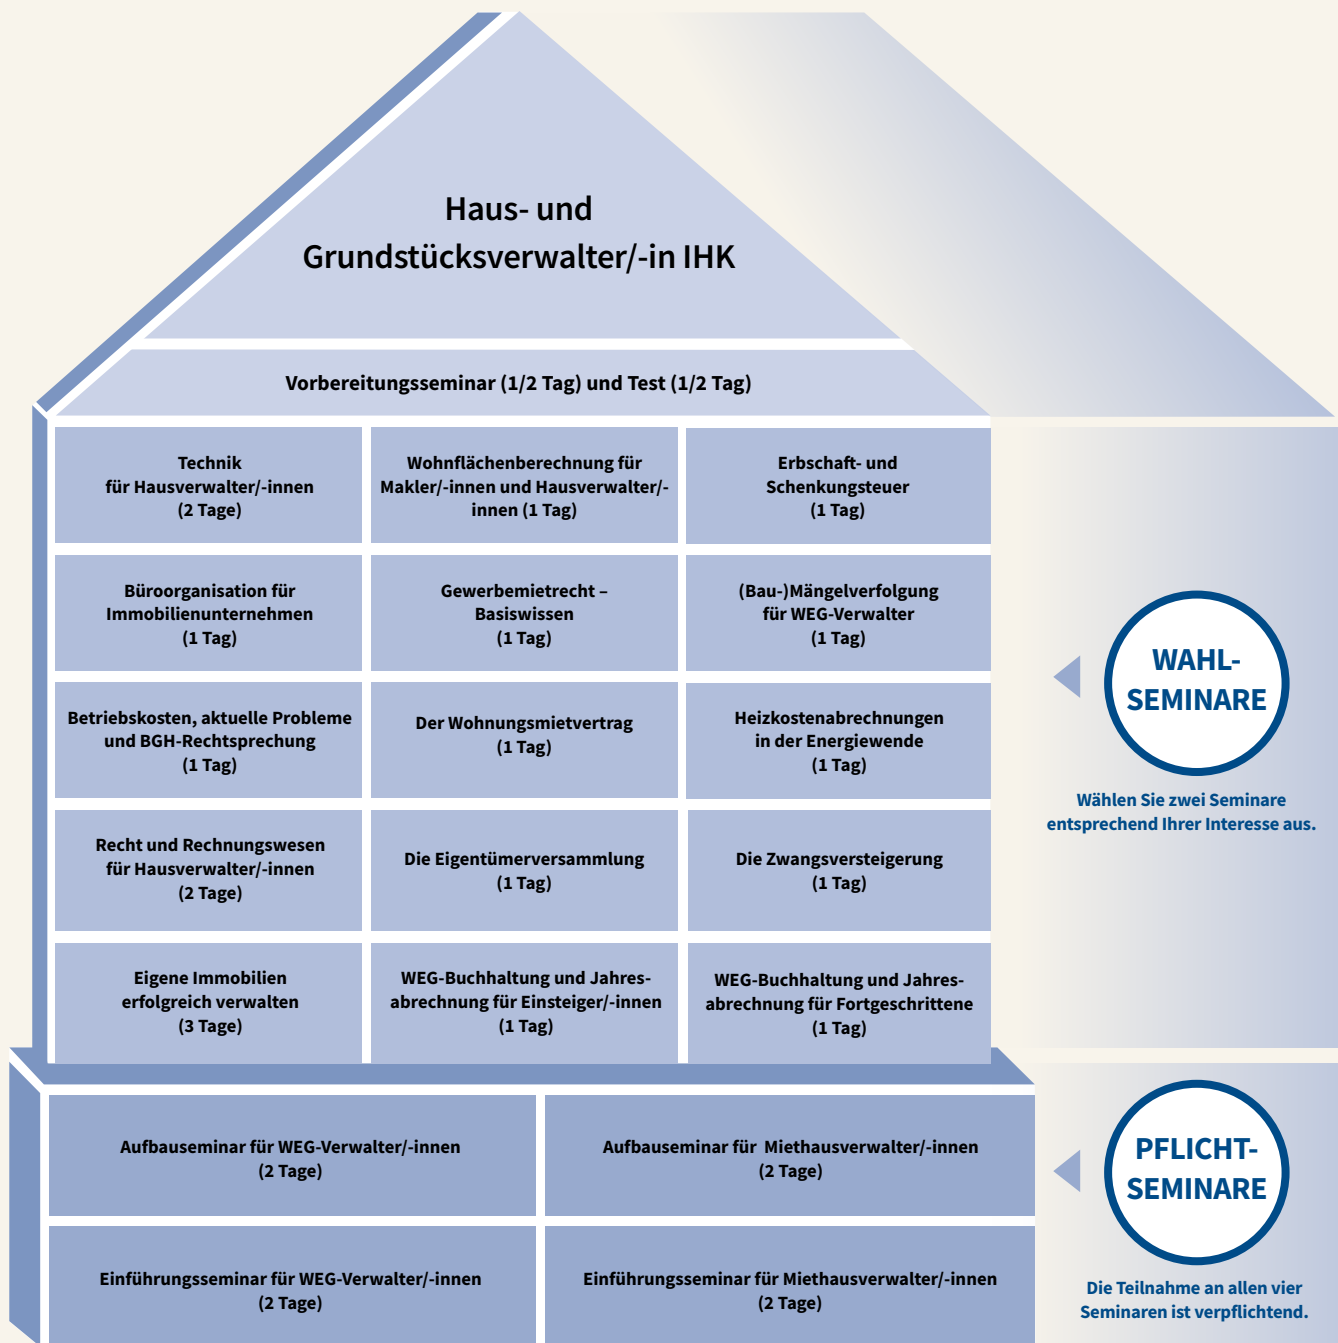 Haus- und
Grundstücksverwalter/-in IHK
Vorbereitungsseminar (1/2 Tag) und Test (1/2 Tag)
Technik
für Hausverwalter/-innen
(2 Tage)
Wohnflächenberechnung für
Makler/-innen und Hausverwalter/-
innen (1 Tag)
Erbschaft- und
Schenkungsteuer
(1 Tag)
Büroorganisation für
Immobilienunternehmen
(1 Tag)
Gewerbemietrecht –
Basiswissen
(1 Tag)
(Bau-)Mängelverfolgung
für WEG-Verwalter
(1 Tag)
Betriebskosten, aktuelle Probleme
und BGH-Rechtsprechung
(1 Tag)
Der Wohnungsmietvertrag
(1 Tag)
Heizkostenabrechnungen
in der Energiewende
(1 Tag)
Recht und Rechnungswesen
für Hausverwalter/-innen
(2 Tage)
Die Eigentümerversammlung
(1 Tag)
Die Zwangsversteigerung
(1 Tag)
Eigene Immobilien
erfolgreich verwalten
(3 Tage)
WEG-Buchhaltung und Jahres-
abrechnung für Einsteiger/-innen
(1 Tag)
WEG-Buchhaltung und Jahres-
abrechnung für Fortgeschrittene
(1 Tag)
WAHL-
SEMINARE
Wählen Sie zwei Seminare
entsprechend Ihrer Interesse aus.
Aufbauseminar für WEG-Verwalter/-innen
(2 Tage)
Aufbauseminar für Miethausverwalter/-innen
(2 Tage)
Einführungsseminar für WEG-Verwalter/-innen
(2 Tage)
Einführungsseminar für Miethausverwalter/-innen
(2 Tage)
PFLICHT-
SEMINARE
Die Teilnahme an allen vier
Seminaren ist verpflichtend.